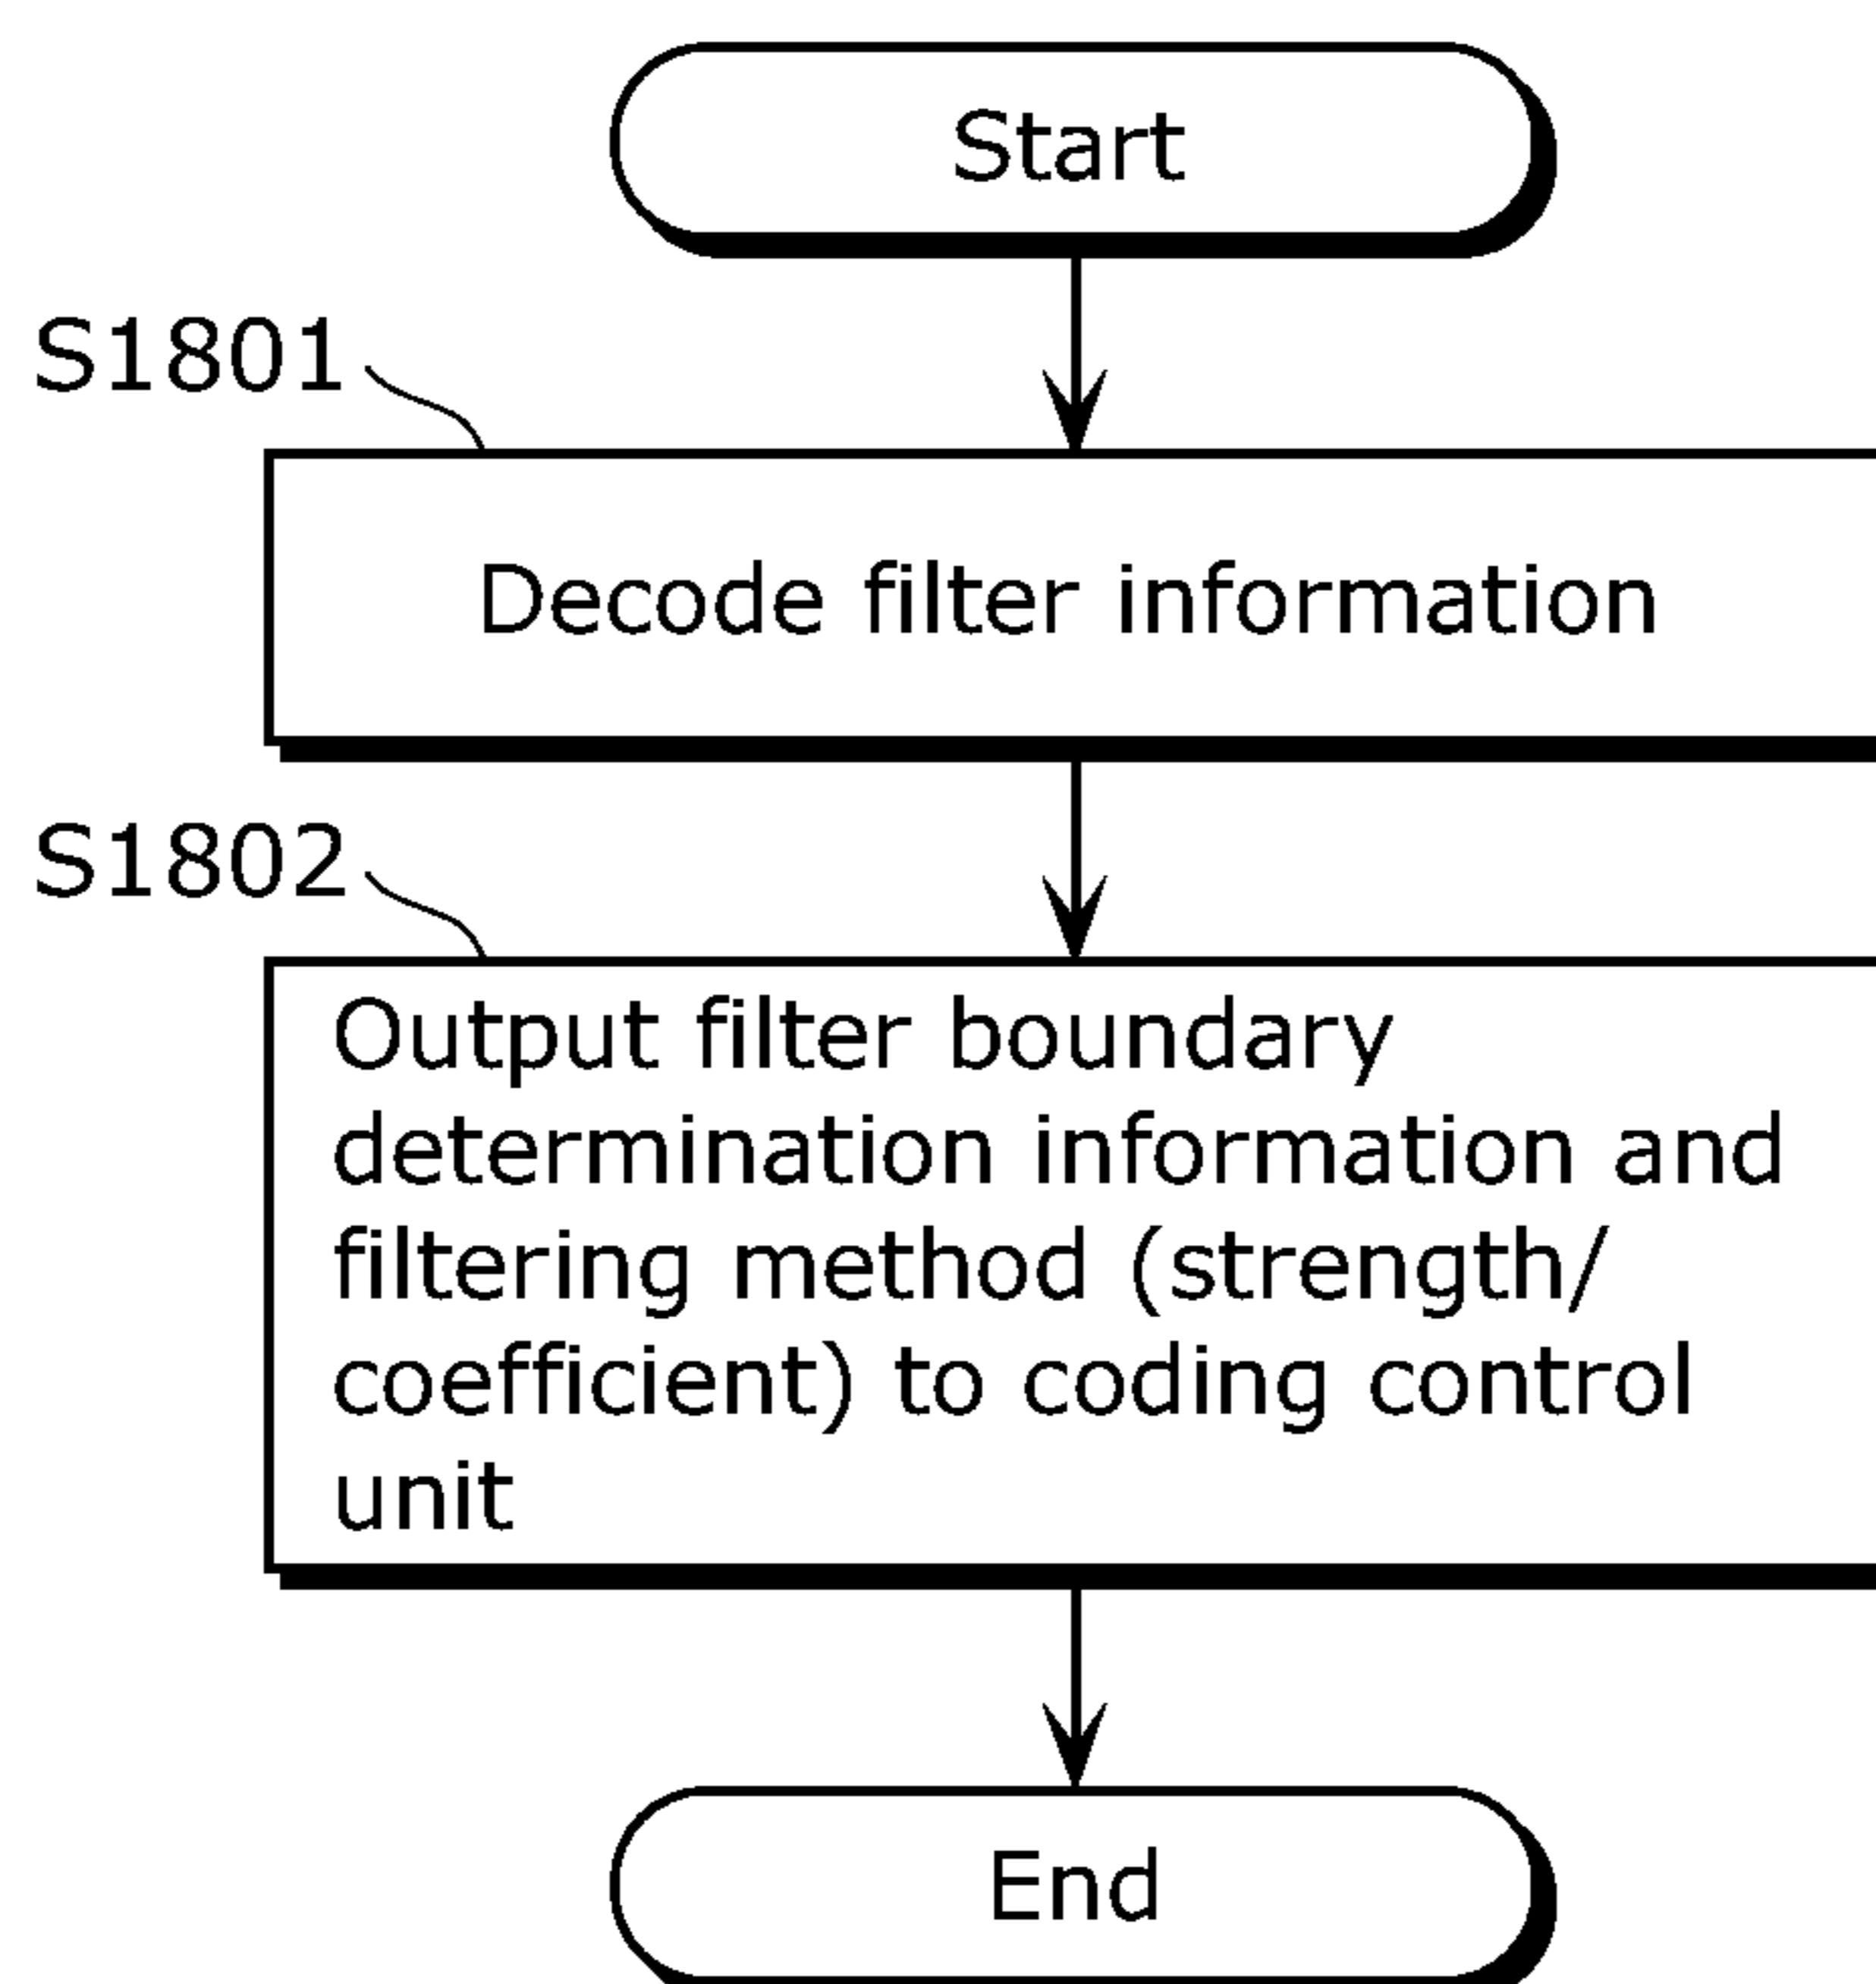 Start
S1801
Decode filter information
S1802
Output filter boundary
determination information and
filtering method (strength/
coefficient) to coding control
unit
End